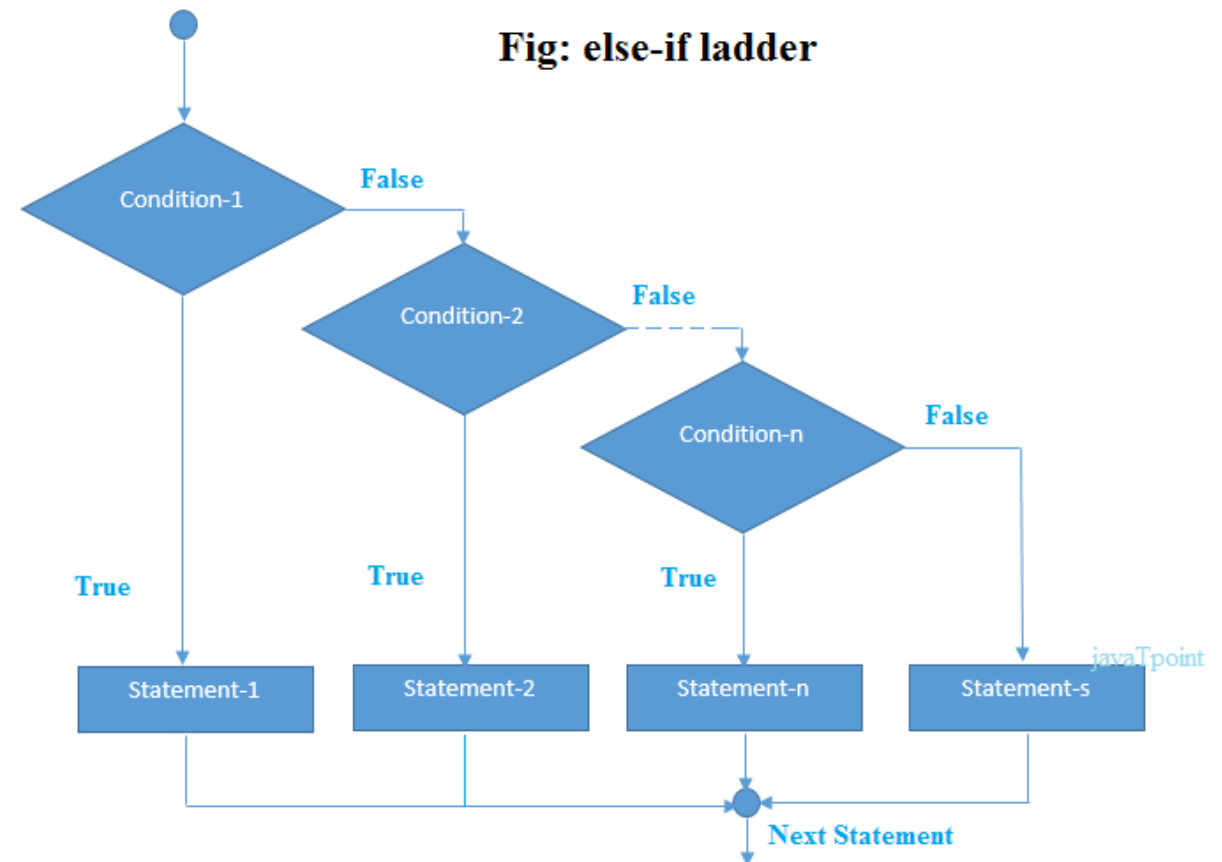 Fig: else-if ladder
Condition-1
False
Condition-2
False
Condition-n
False
True
True
True
javaTpoint
Statement-1
Statement-2
Statement-n
Statement-s
Next Statement